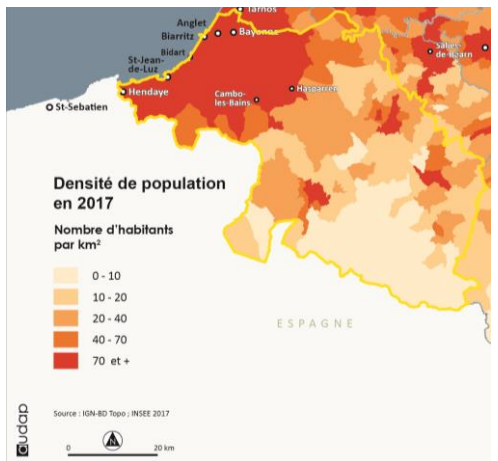 Tarnos
Anglet
Biarritz
Bayonne
Bidart
St-Jean-
de-Luz
Salies-
de-Béarn
Hendaye
Cambo-
les-Bains
Hasparren
St-Sebatien
Densité de population
en 2017
Nombre d'habitants
par km²
0 - 10
10 - 20
20 - 40
40 - 70
70 et +
ESPAGNE
Source : IGN-BD Topo ; INSEE 2017
N
0 20 km
audap